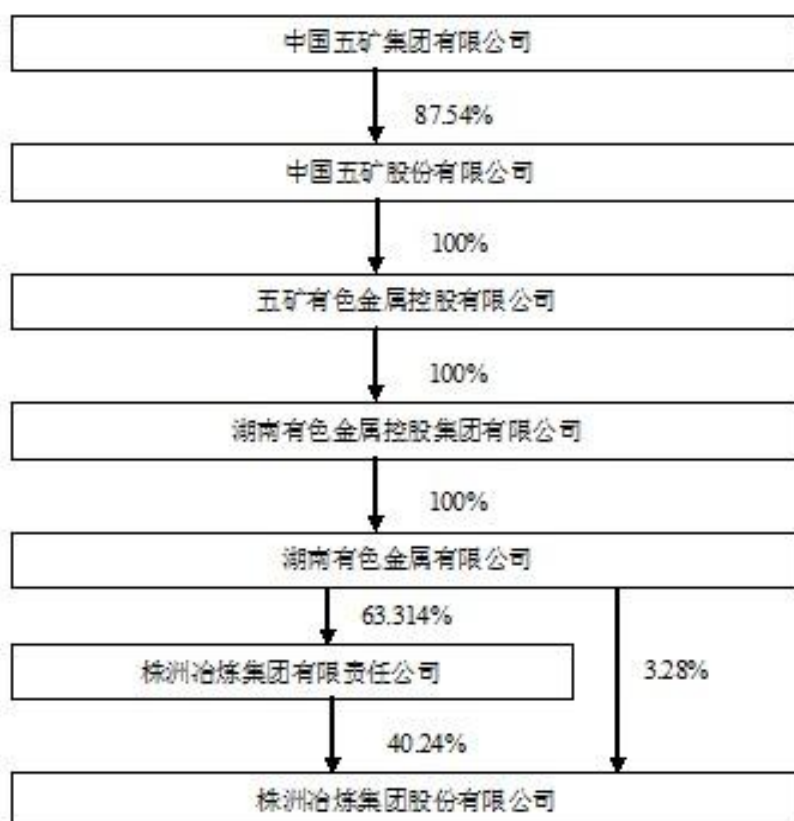 中国五矿集团有限公司
87.54%
中国五矿股份有限公司
100%
五矿有色金属控股有限公司
100%
湖南有色金属控股集团有限公司
100%
湖南有色金属有限公司
63.314%
株洲冶炼集团有限责任公司
3.28%
40.24%
株洲冶炼集团股份有限公司